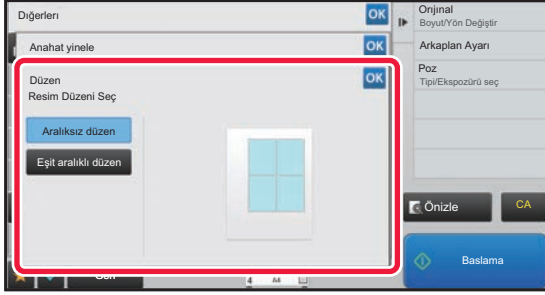 Diğerleri
OK
Anahat yinele
OK
Düzen
OK
Resim Düzeni Seç
Aralıksız düzen
Eşit aralıklı düzen
Orijinal
Boyut/Yön Değiştir
Arkaplan Ayarı
Poz
Tipi/Ekspozürü seç
Önizle
CA
Baslama